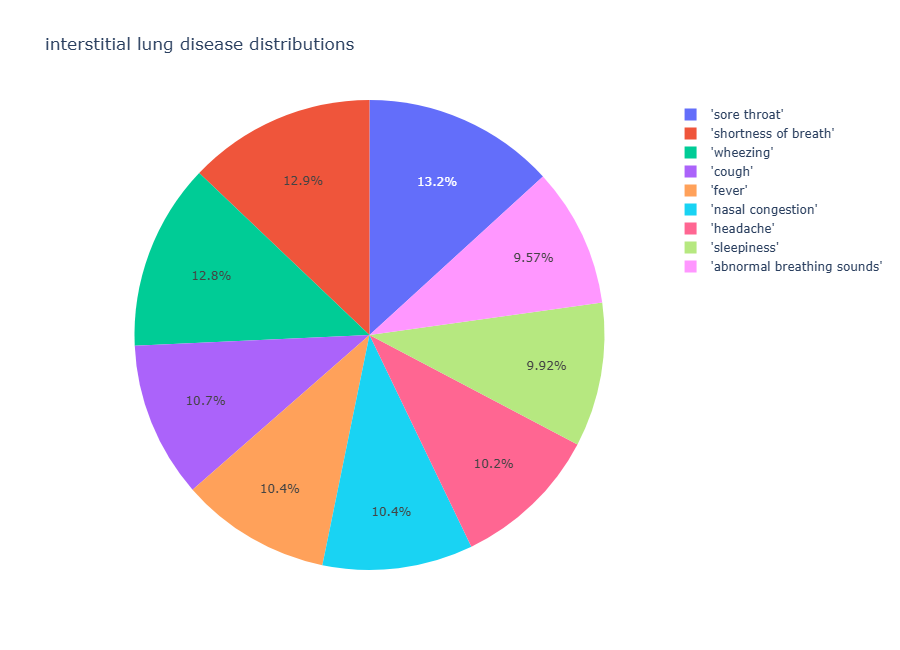 interstitial lung disease distributions
'sore throat'
'shortness of breath'
'wheezing'
'cough'
'fever'
'nasal congestion'
'headache'
'sleepiness'
'abnormal breathing sounds'
12.9%
13.2%
9.57%
12.8%
9.92%
10.7%
10.2%
10.4%
10.4%